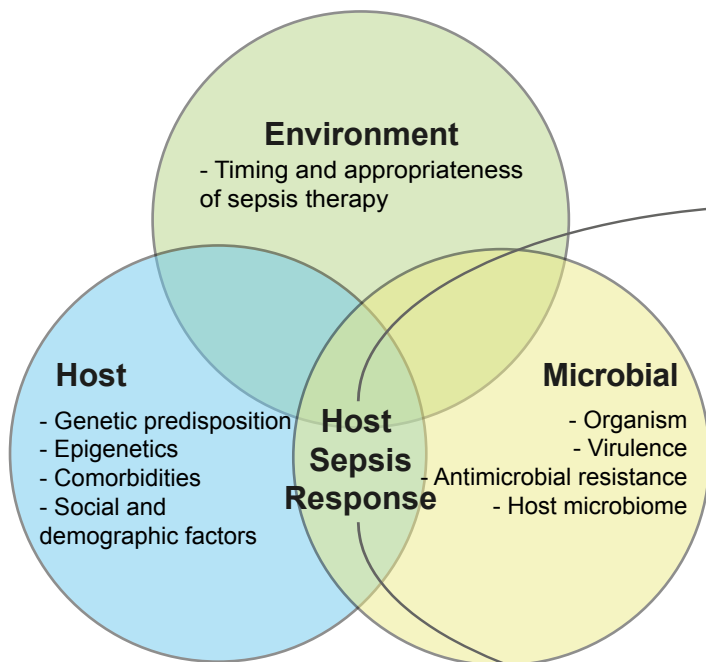 Environment
- Timing and appropriateness
of sepsis therapy
Host
- Genetic predisposition
- Epigenetics
- Comorbidities
- Social and
demographic factors
Host
Sepsis
Response
Microbial
- Organism
- Virulence
- Antimicrobial resistance
- Host microbiome